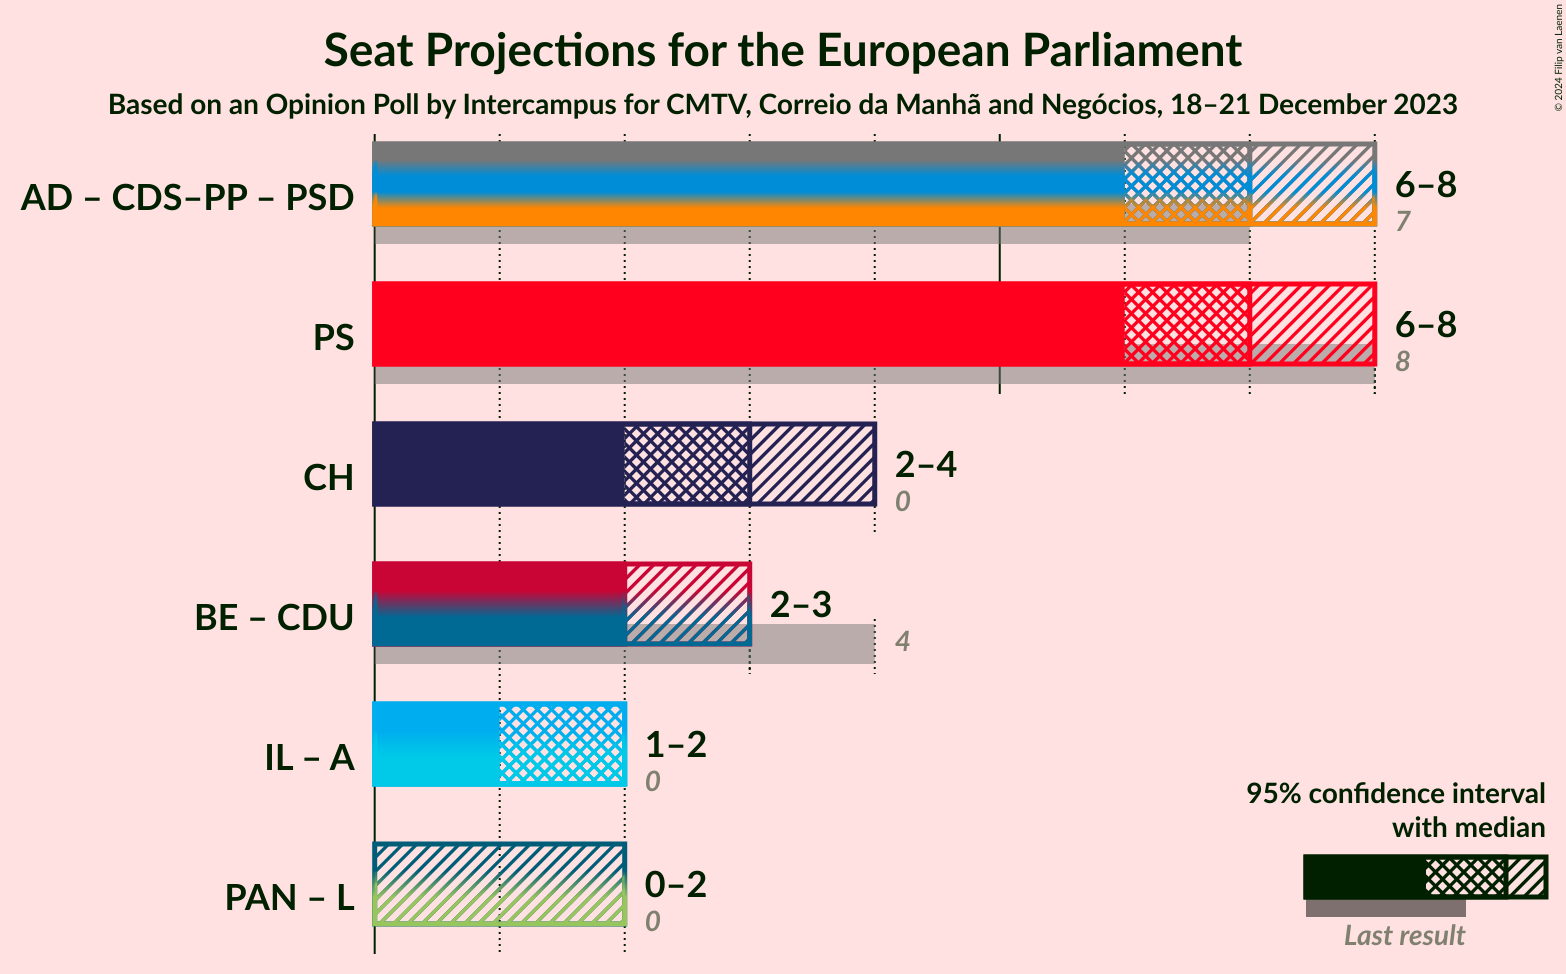 Seat Projections for the European Parliament
Based on an Opinion Poll by Intercampus for CMTV, Correio da Manhã and Negócios, 18–21 December 2023
© 2024 Filip van Laenen
AD – CDS–PP – PSD
6–8
7
PS
6–8
8
CH
2–4
0
BE – CDU
2–3
4
IL – A
1–2
0
PAN – L
0–2
0
95% confidence interval
with median
Last result